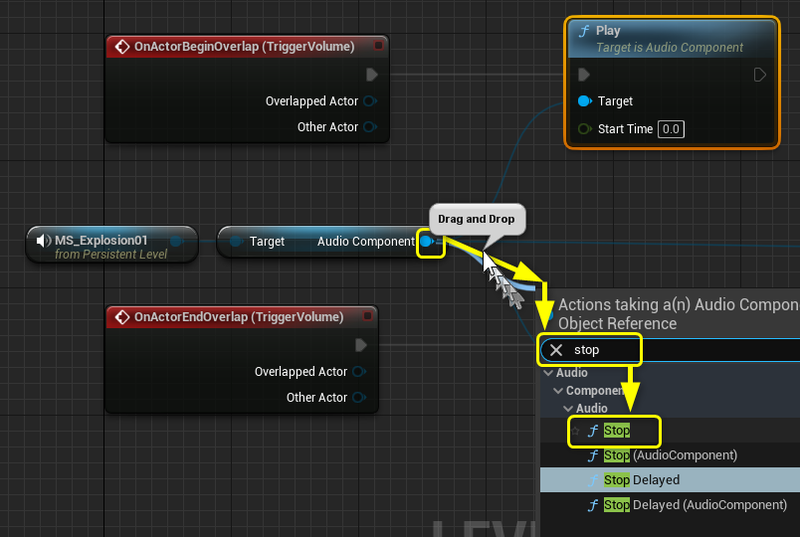 Play
Target is Audio Component
OnActorBeginOverlap (TriggerVolume)
Target
Overlapped Actor
Start Time 0.0
Other Actor
Drag and Drop
MS_Explosion01
from Persistent Level
Target Audio Component
Actions taking a(n) Audio Compone
Object Reference
OnActorEndOverlap (TriggerVolume)
stop
Audio
Overlapped Actor
Component
Other Actor
Audio
Stop
Stop (AudioComponent)
Stop Delayed
Stop Delayed (AudioComponent)
LEV